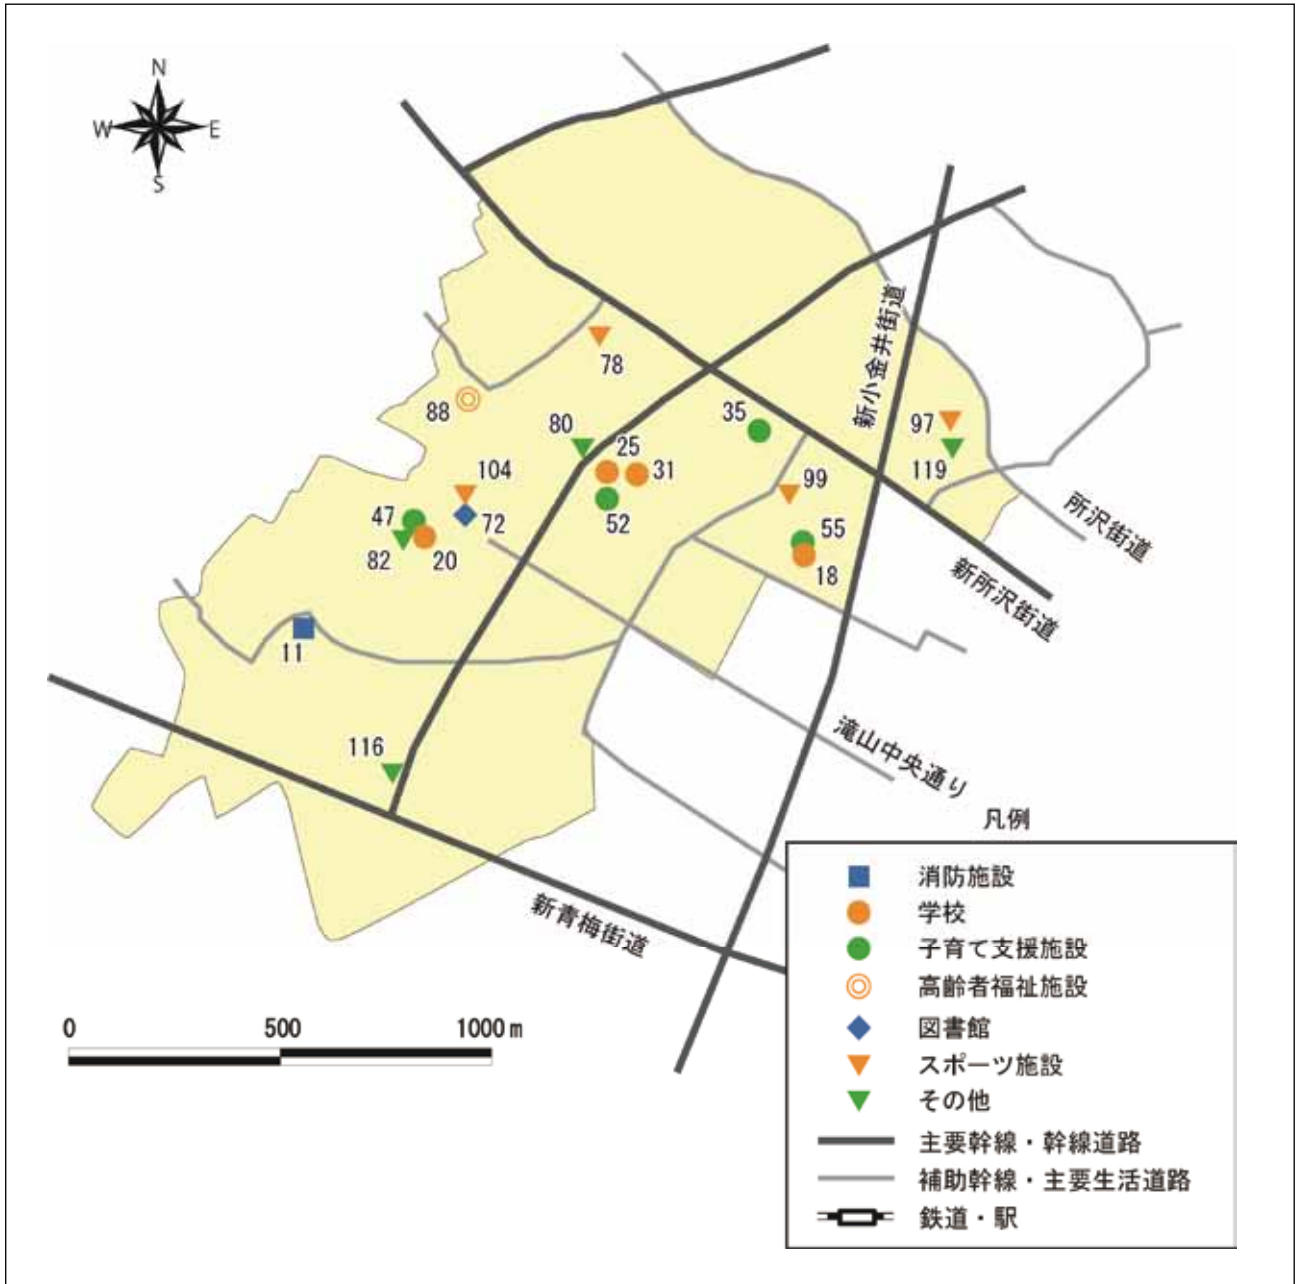 N
W E
S
78
88
35
新小金井街道
97
119
80
25
31
104
99
72
52
47
82
20
55
18
所沢街道
新所沢街道
11
116
滝山中央通り
新青梅街道
0 500 1000m
凡例
消防施設
学校
子育て支援施設
高齢者福祉施設
図書館
スポーツ施設
その他
主要幹線・幹線道路
補助幹線・主要生活道路
鉄道・駅